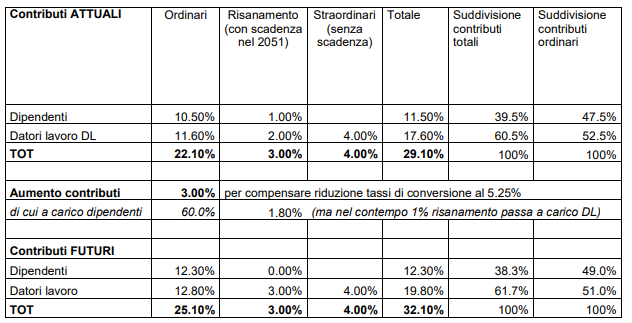 Contributi ATTUALI Ordinari Risanamento (con scadenza nel 2051) Straordinari (senza scadenza) Totale Suddivisione contributi totali Suddivisione contributi ordinari
Dipendenti 10.50% 1.00% 11.50% 39.5% 47.5%
Datori lavoro DL 11.60% 2.00% 4.00% 17.60% 60.5% 52.5%
TOT 22.10% 3.00% 4.00% 29.10% 100% 100%
Aumento contributi 3.00% per compensare riduzione tassi di conversione al 5.25%
di cui a carico dipendenti 60.0% 1.80% (ma nel contempo 1% risanamento passa a carico DL)
Contributi FUTURI
Dipendenti 12.30% 0.00% 12.30% 38.3% 49.0%
Datori lavoro 12.80% 3.00% 4.00% 19.80% 61.7% 51.0%
TOT 25.10% 3.00% 4.00% 32.10% 100% 100%